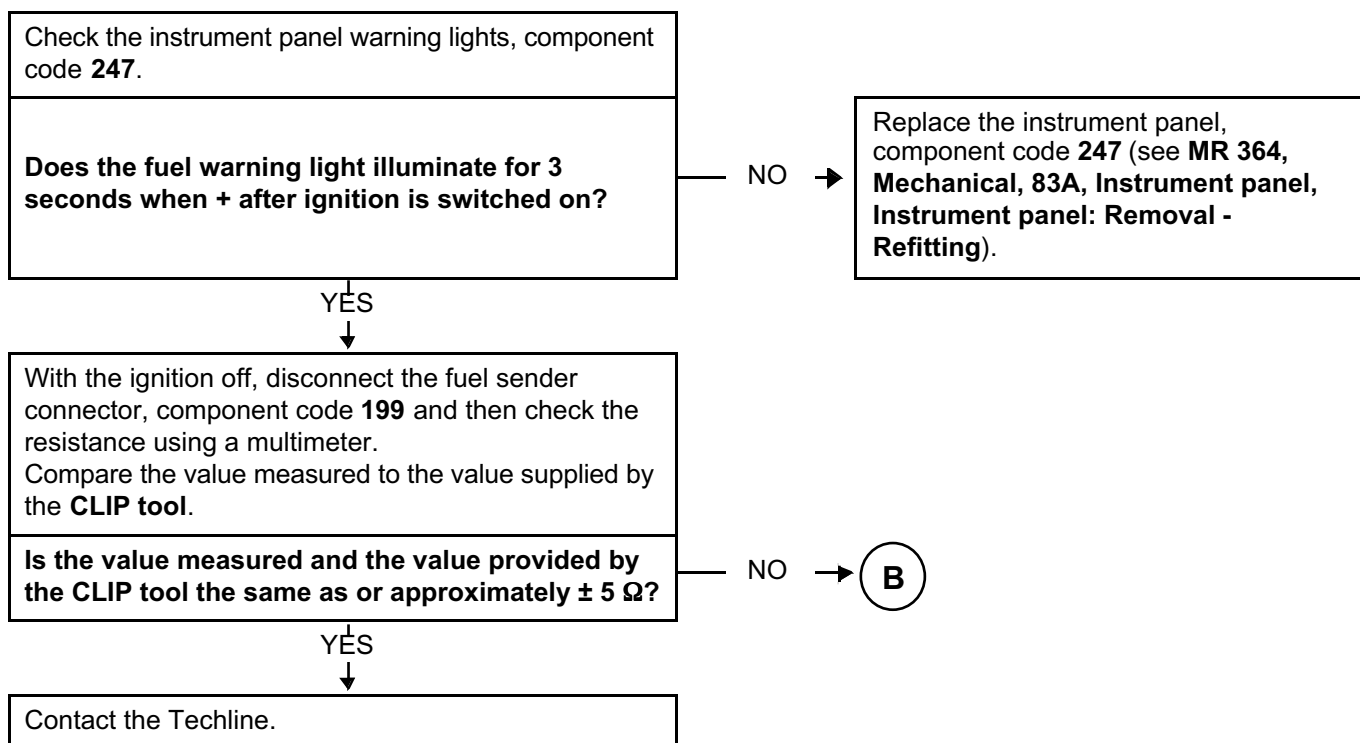 Check the instrument panel warning lights, component
code 247.
Does the fuel warning light illuminate for 3
seconds when + after ignition is switched on?
NO
Replace the instrument panel,
component code 247 (see MR 364,
Mechanical, 83A, Instrument panel,
Instrument panel: Removal -
Refitting).
YES
With the ignition off, disconnect the fuel sender
connector, component code 199 and then check the
resistance using a multimeter.
Compare the value measured to the value supplied by
the CLIP tool.
Is the value measured and the value provided by
the CLIP tool the same as or approximately ± 5 Ω?
NO
B
YES
Contact the Techline.